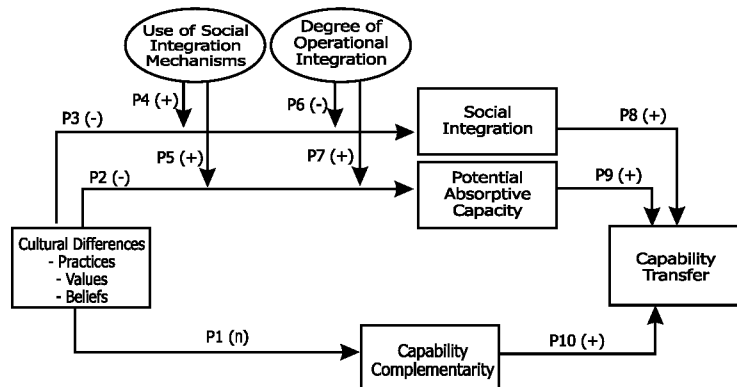 Use of Social
Integration
Mechanisms
Degree of
Operational
Integration
P4 (+)
P6 (-)
P3 (-)
Social
Integration
P8 (+)
P5 (+)
P7 (+)
P2 (-)
Potential
Absorptive
Capacity
P9 (+)
Cultural Differences
- Practices
- Values
- Beliefs
Capability
Transfer
P1 (n)
Capability
Complementarity
P10 (+)